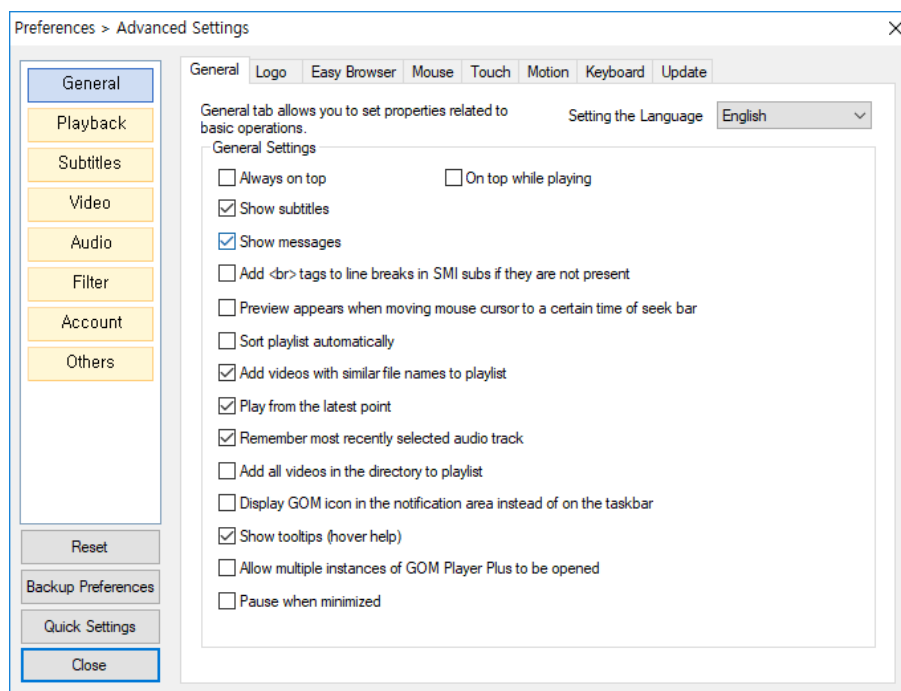 Preferences > Advanced Settings
General
Playback
Subtitles
Video
Audio
Filter
Account
Others
Reset
Backup Preferences
Quick Settings
Close
General Logo Easy Browser Mouse Touch Motion Keyboard Update
General tab allows you to set properties related to
basic operations.
Setting the Language English
General Settings
Always on top On top while playing
Show subtitles
Show messages
Add <br> tags to line breaks in SMI subs if they are not present
Preview appears when moving mouse cursor to a certain time of seek bar
Sort playlist automatically
Add videos with similar file names to playlist
Play from the latest point
Remember most recently selected audio track
Add all videos in the directory to playlist
Display GOM icon in the notification area instead of on the taskbar
Show tooltips (hover help)
Allow multiple instances of GOM Player Plus to be opened
Pause when minimized